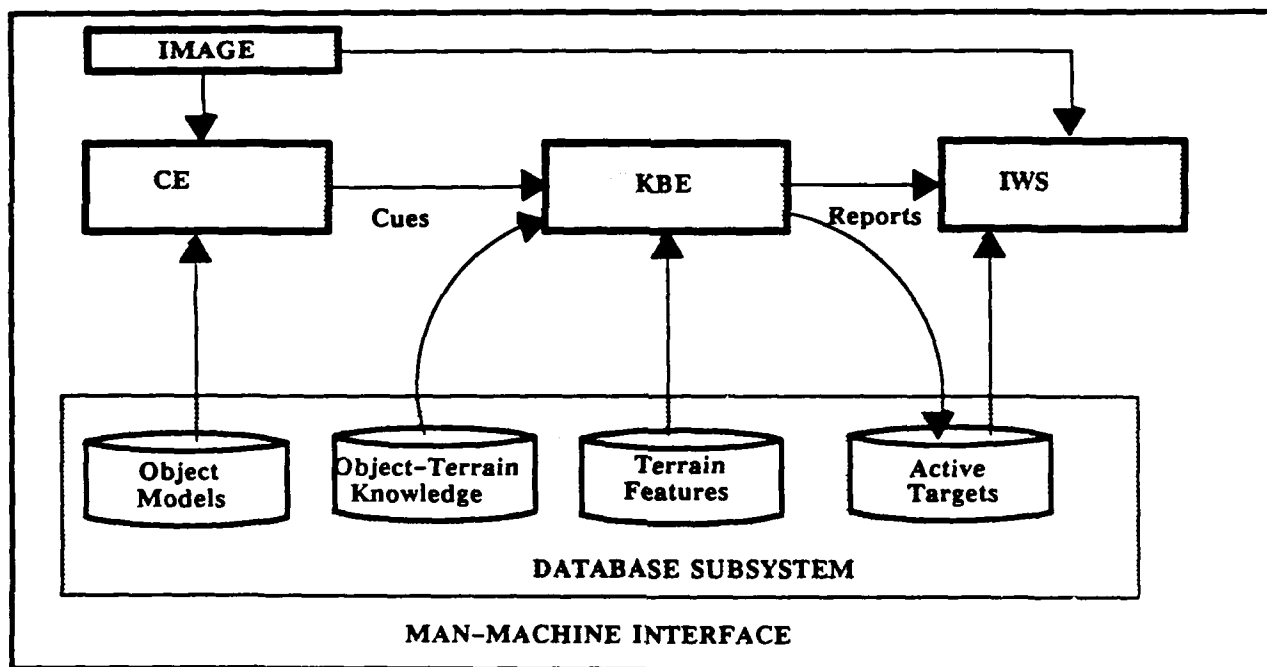 IMAGE
CE
KBE
IWS
Cues
Reports
Object
Models
Object-Terrain
Knowledge
Terrain
Features
Active
Targets
DATABASE SUBSYSTEM
MAN-MACHINE INTERFACE